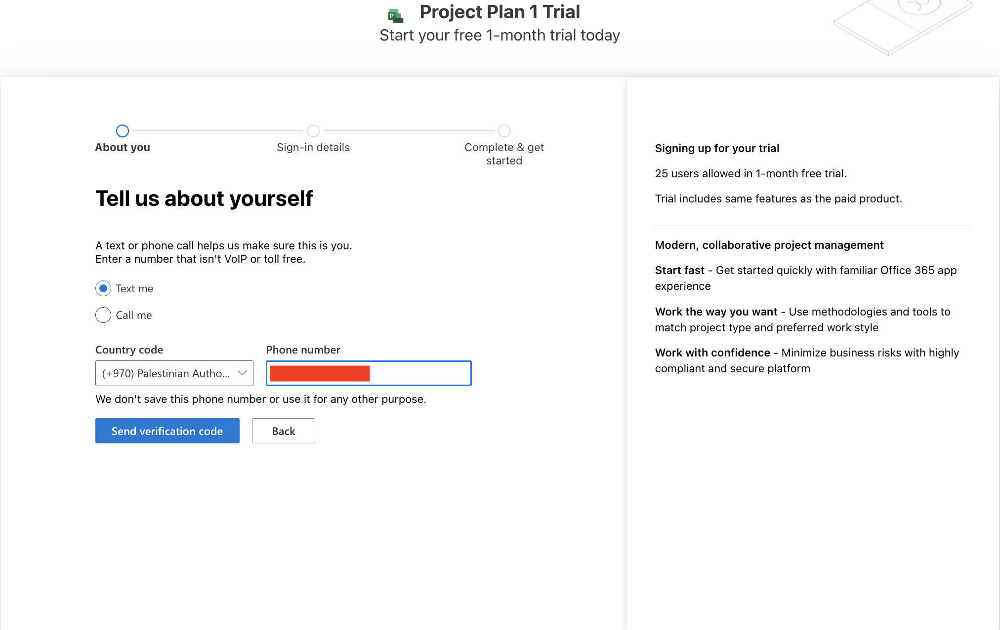 Project Plan 1 Trial
Start your free 1-month trial today
About you
Sign-in details
Complete & get
started
Tell us about yourself
A text or phone call helps us make sure this is you.
Enter a number that isn't VoIP or toll free.
Text me
Call me
Country code
Phone number
(+970) Palestinian Autho...
We don't save this phone number or use it for any other purpose.
Send verification code
Back
Signing up for your trial
25 users allowed in 1-month free trial.
Trial includes same features as the paid product.
Modern, collaborative project management
Start fast - Get started quickly with familiar Office 365 app
experience
Work the way you want - Use methodologies and tools to
match project type and preferred work style
Work with confidence - Minimize business risks with highly
compliant and secure platform